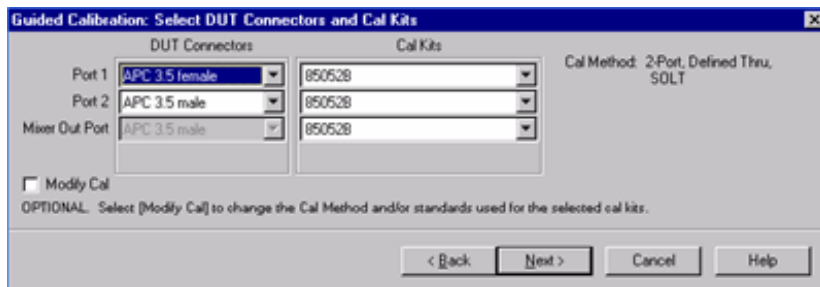 Guided Calibration: Select DUT Connectors and Cal Kits
DUT Connectors Cal Kits
Port 1 APC 3.5 female 85052B Cal Method: 2-Port, Defined Thru,
SOLT
Port 2 APC 3.5 male 85052B
Mixer Out Port APC 3.5 male 85052B
Modify Cal
OPTIONAL. Select [Modify Cal] to change the Cal Method and/or standards used for the selected cal kits.
< Back Next > Cancel Help